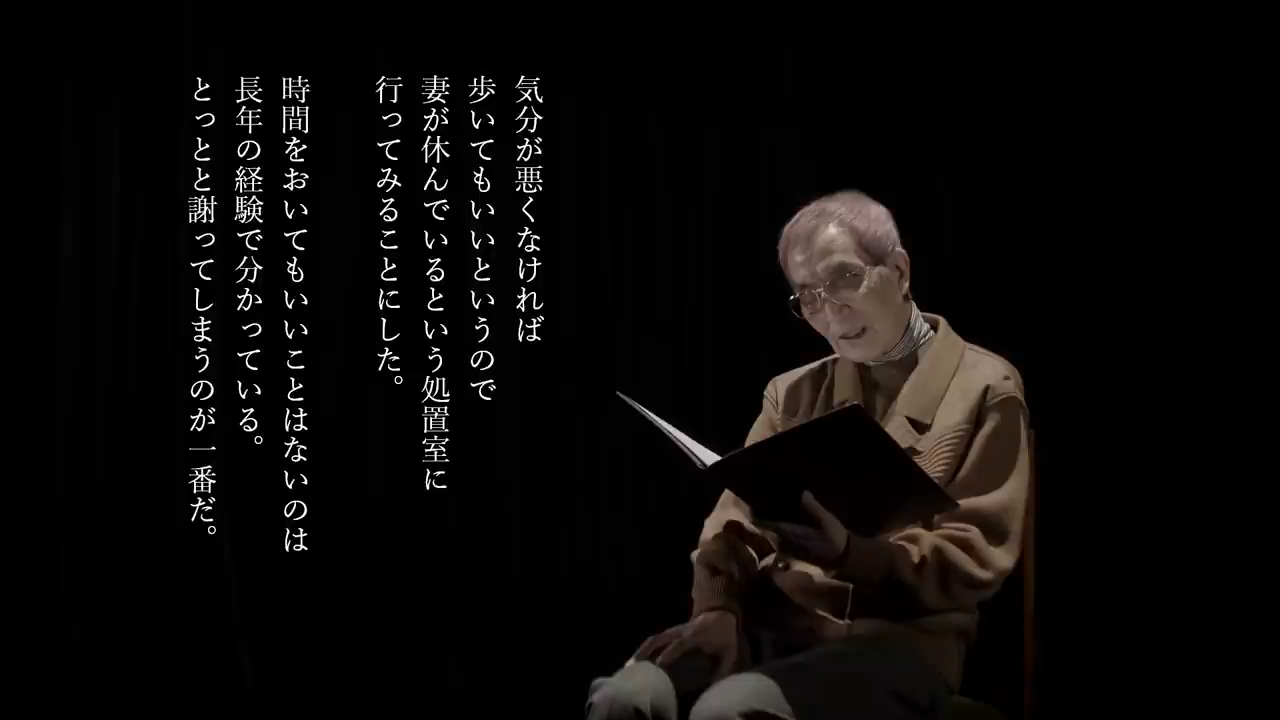 気分が悪くなければ
歩いてもいいというので
妻が休んでいるという処置室に
行ってみることにした。
時間をおいてもいいことはないのは
長年の経験で分かっている。
とっとと謝ってしまうのが一番だ。